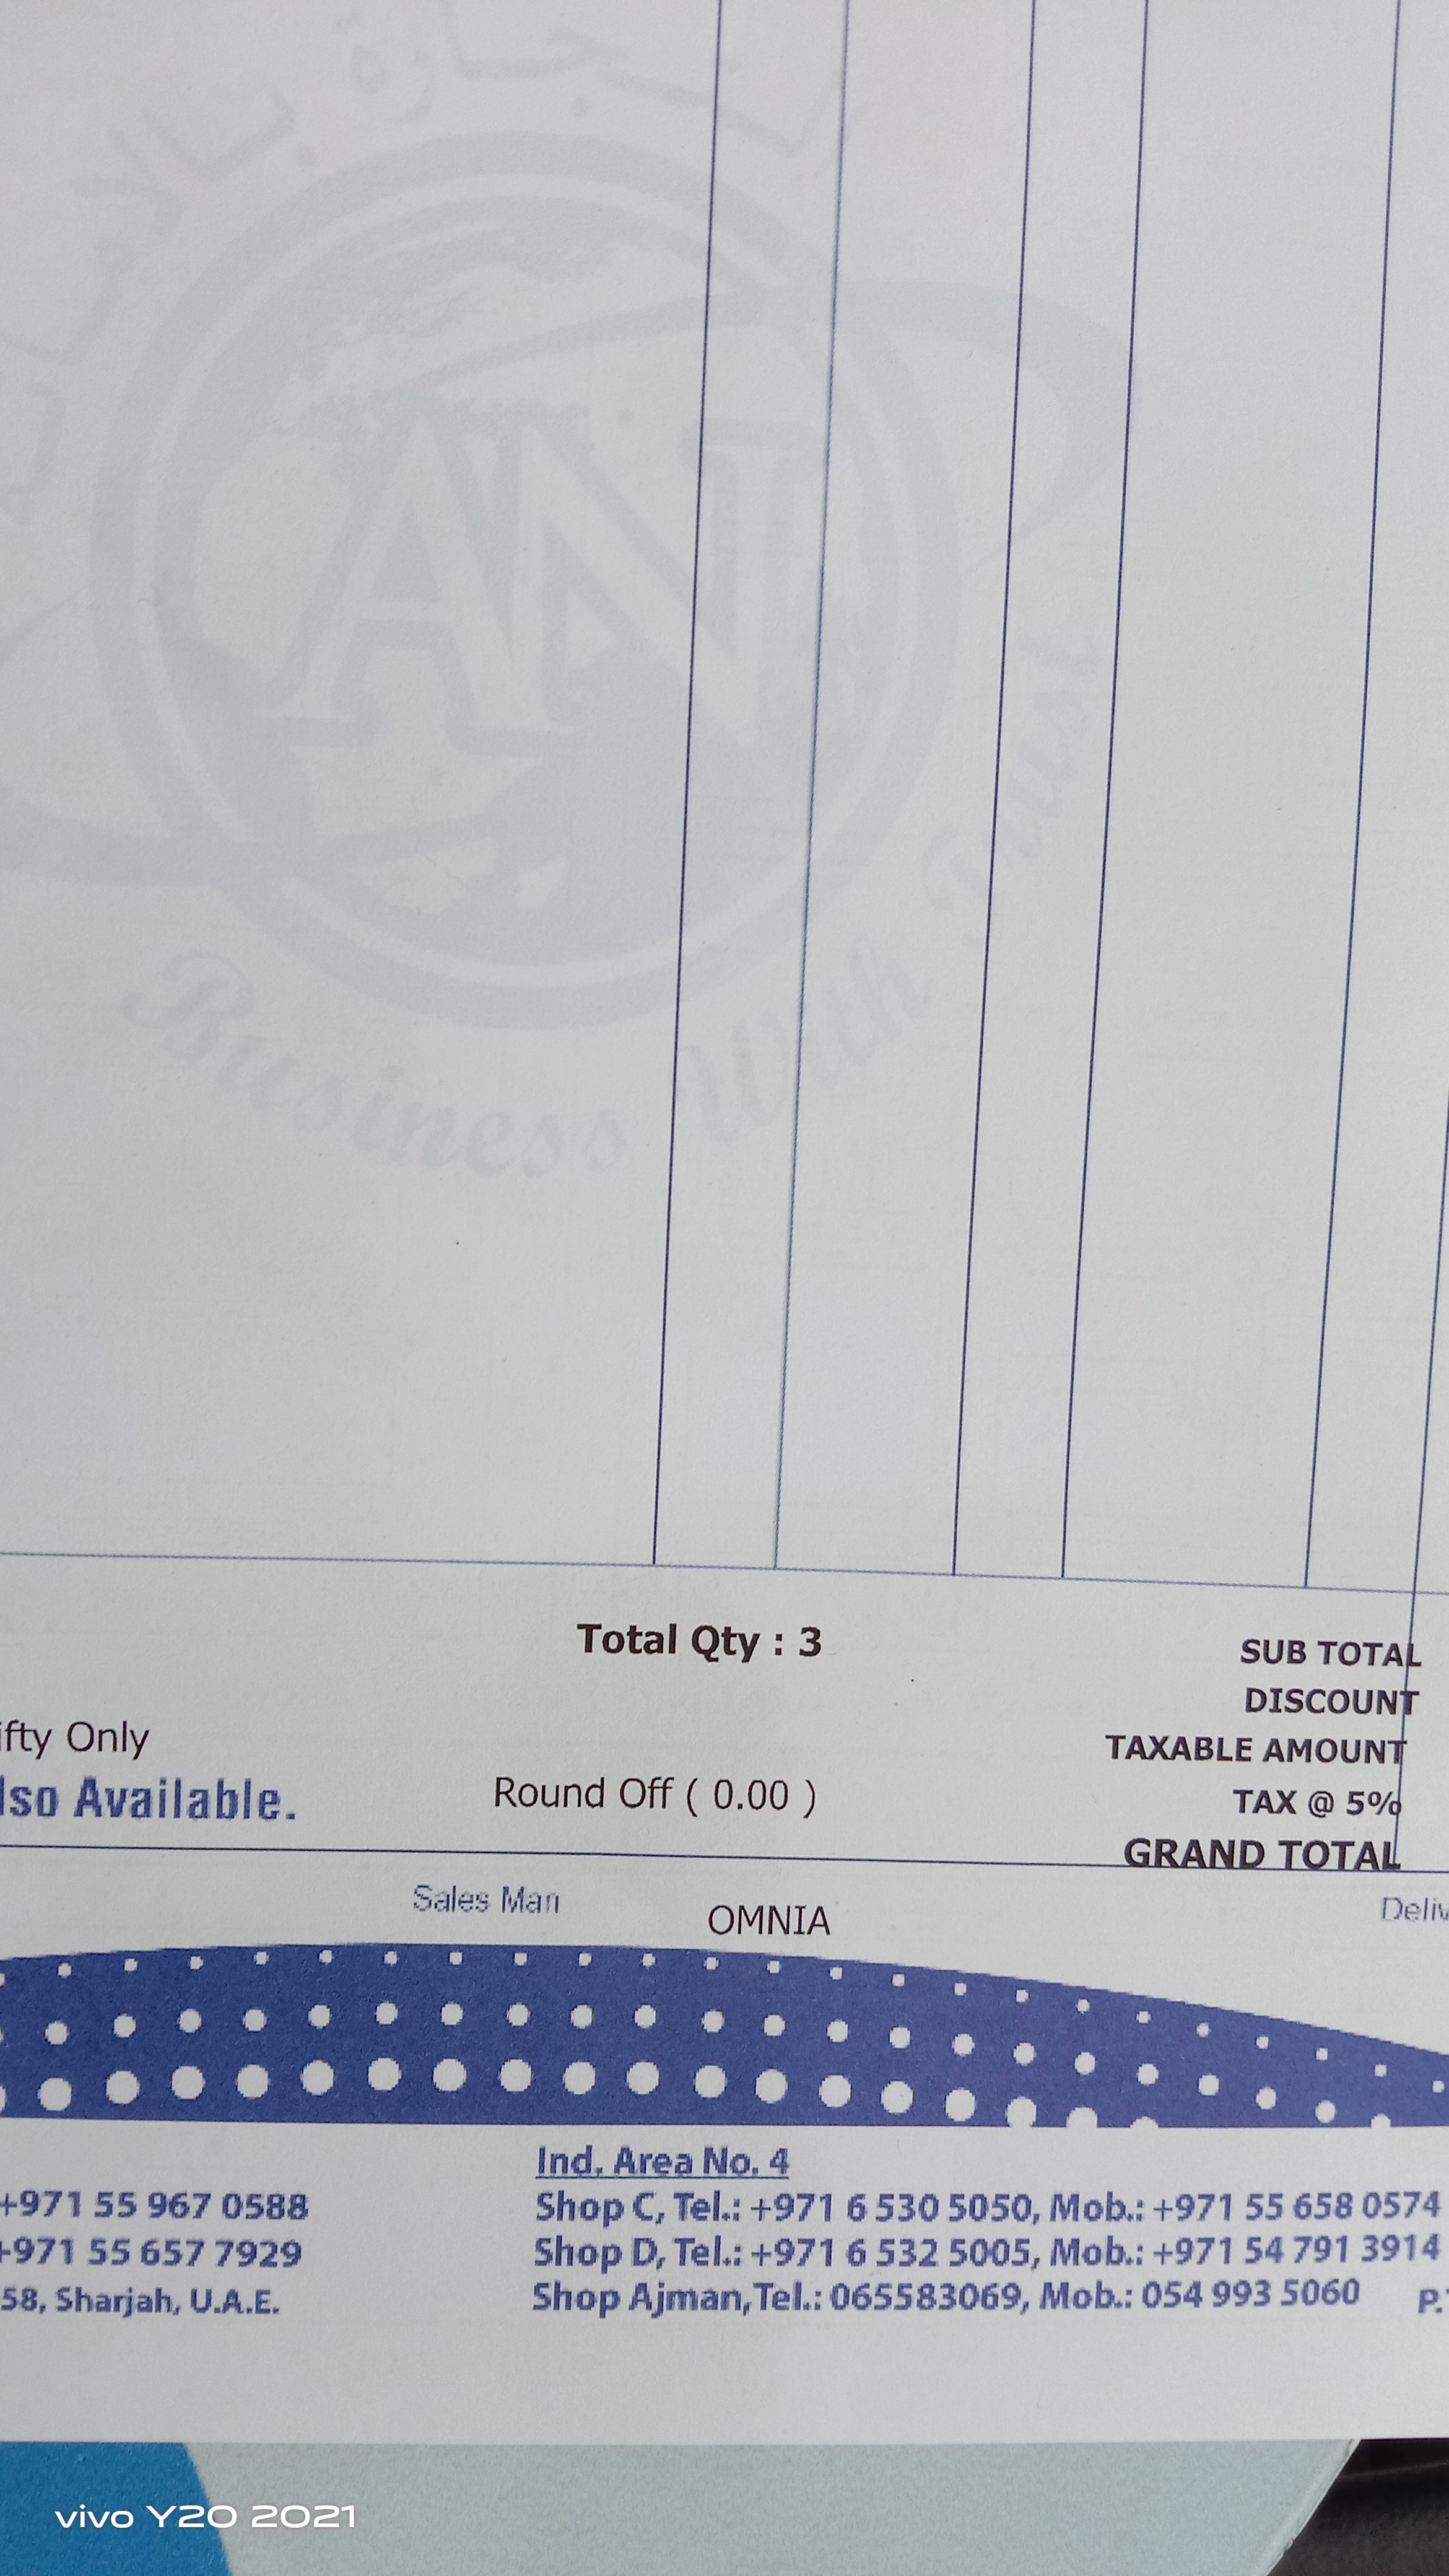 AN
Business With Trust
Total Qty : 3
SUB TOTAL
DISCOUNT
ifty Only
TAXABLE AMOUNT
lso Available.
Round Off ( 0.00 )
TAX @ 5%
GRAND TOTAL
Sales Man OMNIA
Deliv
Ind. Area No. 4
+971 55 967 0588
Shop C, Tel.: +971 6 530 5050, Mob.: +971 55 658 0574
+971 55 657 7929
Shop D, Tel.: +971 6 532 5005, Mob.: +971 54 791 3914
58, Sharjah, U.A.E.
Shop Ajman,Tel.: 065583069, Mob.: 054 993 5060
P.
vivo Y20 2021